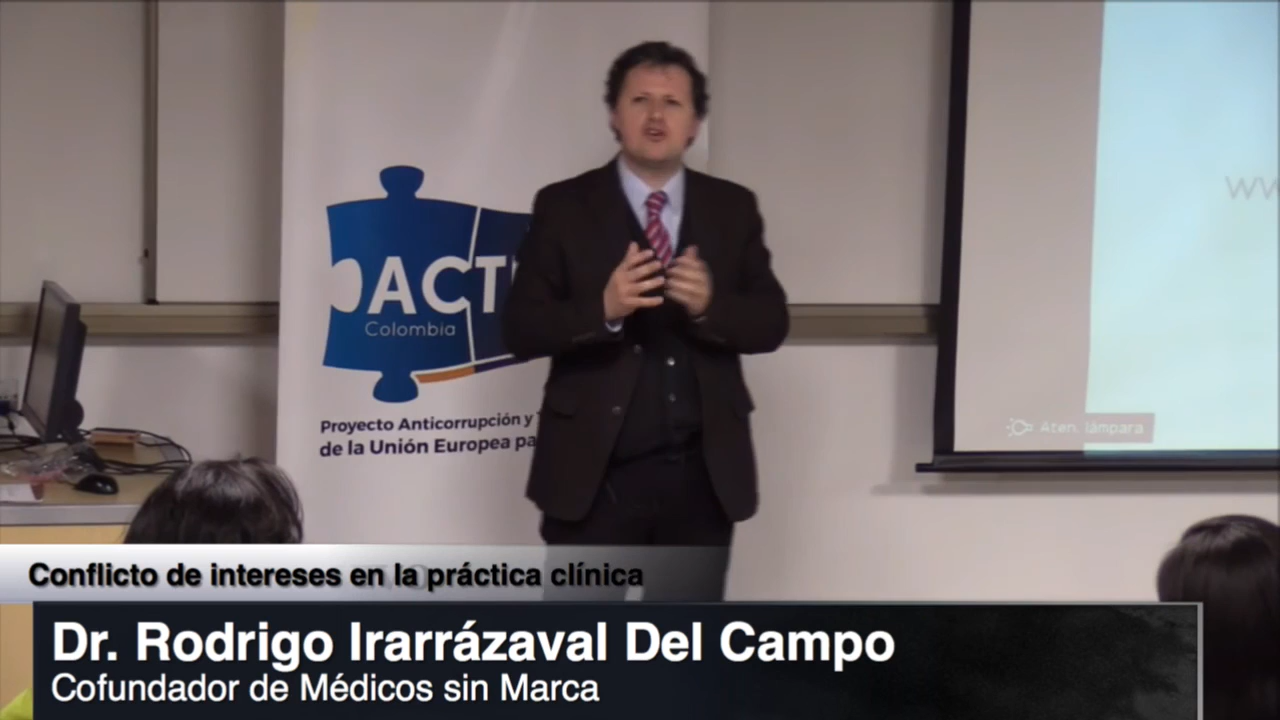 ACT
Colombia
Proyecto Anticorrupción y
de la Unión Europea
Aten. lámpara
Conflicto de intereses en la práctica clínica
Dr. Rodrigo Irarrázaval Del Campo
Cofundador de Médicos sin Marca